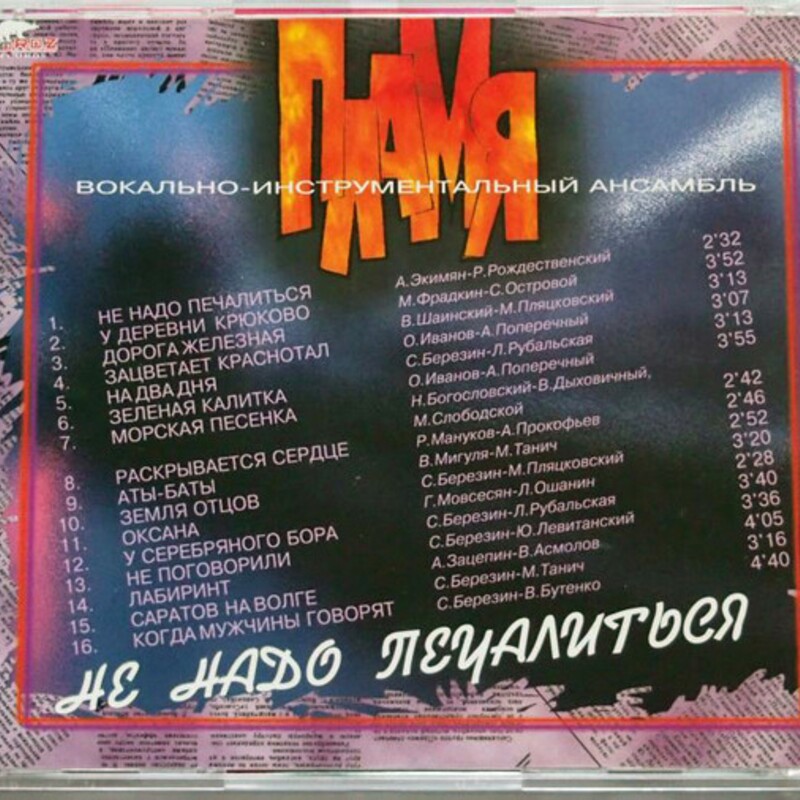 ПЛАМЯ
ВОКАЛЬНО-ИНСТРУМЕНТАЛЬНЫЙ АНСАМБЛЬ
1. НЕ НАДО ПЕЧАЛИТЬСЯ А.Экимян-Р.Рождественский 2'32
2. У ДЕРЕВНИ КРЮКОВО М.Фрадкин-С.Островой 3'52
3. ДОРОГА ЖЕЛЕЗНАЯ В.Шаинский-М.Пляцковский 3'13
4. ЗАЦВЕТАЕТ КРАСНОТАЛ О.Иванов-А.Поперечный 3'07
5. НА ДВА ДНЯ С.Березин-Л.Рубальская 3'13
6. ЗЕЛЕНАЯ КАЛИТКА О.Иванов-А.Поперечный 3'55
7. МОРСКАЯ ПЕСЕНКА Н.Богословский-В.Дыховичный,
М.Слободской 2'42
8. РАСКРЫВАЕТСЯ СЕРДЦЕ Р.Мануков-А.Прокофьев 2'46
9. АТЫ-БАТЫ В.Мигуля-М.Танич 2'52
10. ЗЕМЛЯ ОТЦОВ С.Березин-М.Пляцковский 3'20
11. ОКСАНА Г.Мовсесян-Л.Ошанин 2'28
12. У СЕРЕБРЯНОГО БОРА С.Березин-Л.Рубальская 3'40
13. НЕ ПОГОВОРИЛИ С.Березин-Ю.Левитанский 3'36
14. ЛАБИРИНТ А.Зацепин-В.Асмолов 4'05
15. САРАТОВ НА ВОЛГЕ С.Березин-М.Танич 3'16
16. КОГДА МУЖЧИНЫ ГОВОРЯТ С.Березин-В.Бутенко 4'40
НЕ НАДО ПЕЧАЛИТЬСЯ